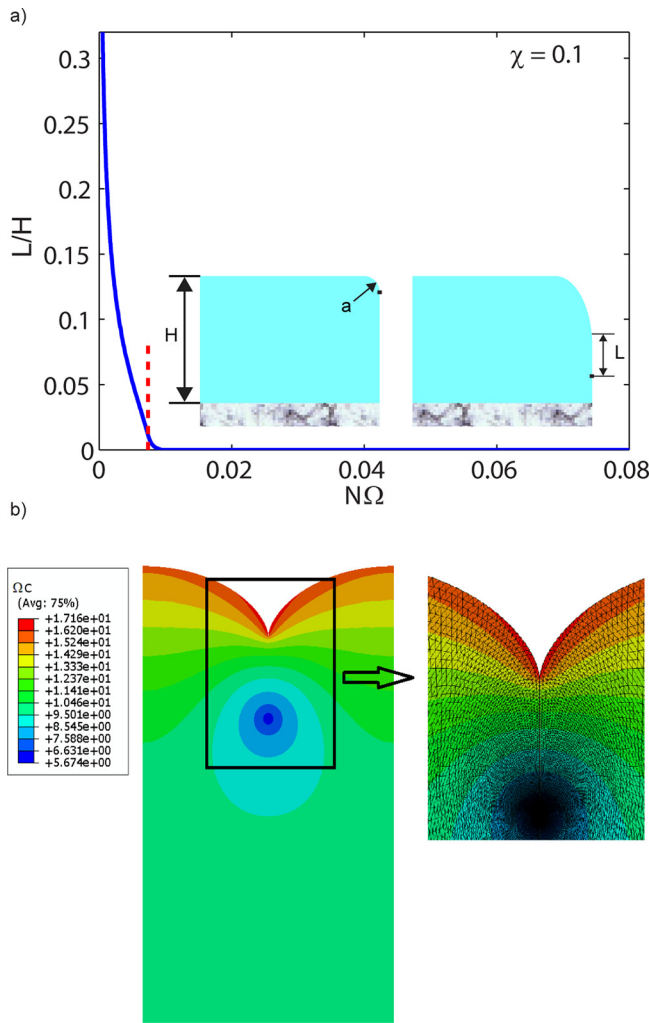 a)
χ = 0.1
L/H
0.3
0.25
0.2
0.15
0.1
0.05
0
H
a
L
0 0.02 0.04 0.06 0.08
NΩ
b)
Ωc
(Avg: 75%)
+1.716e+01
+1.620e+01
+1.524e+01
+1.429e+01
+1.333e+01
+1.237e+01
+1.141e+01
+1.046e+01
+9.501e+00
+8.545e+00
+7.588e+00
+6.631e+00
+5.674e+00